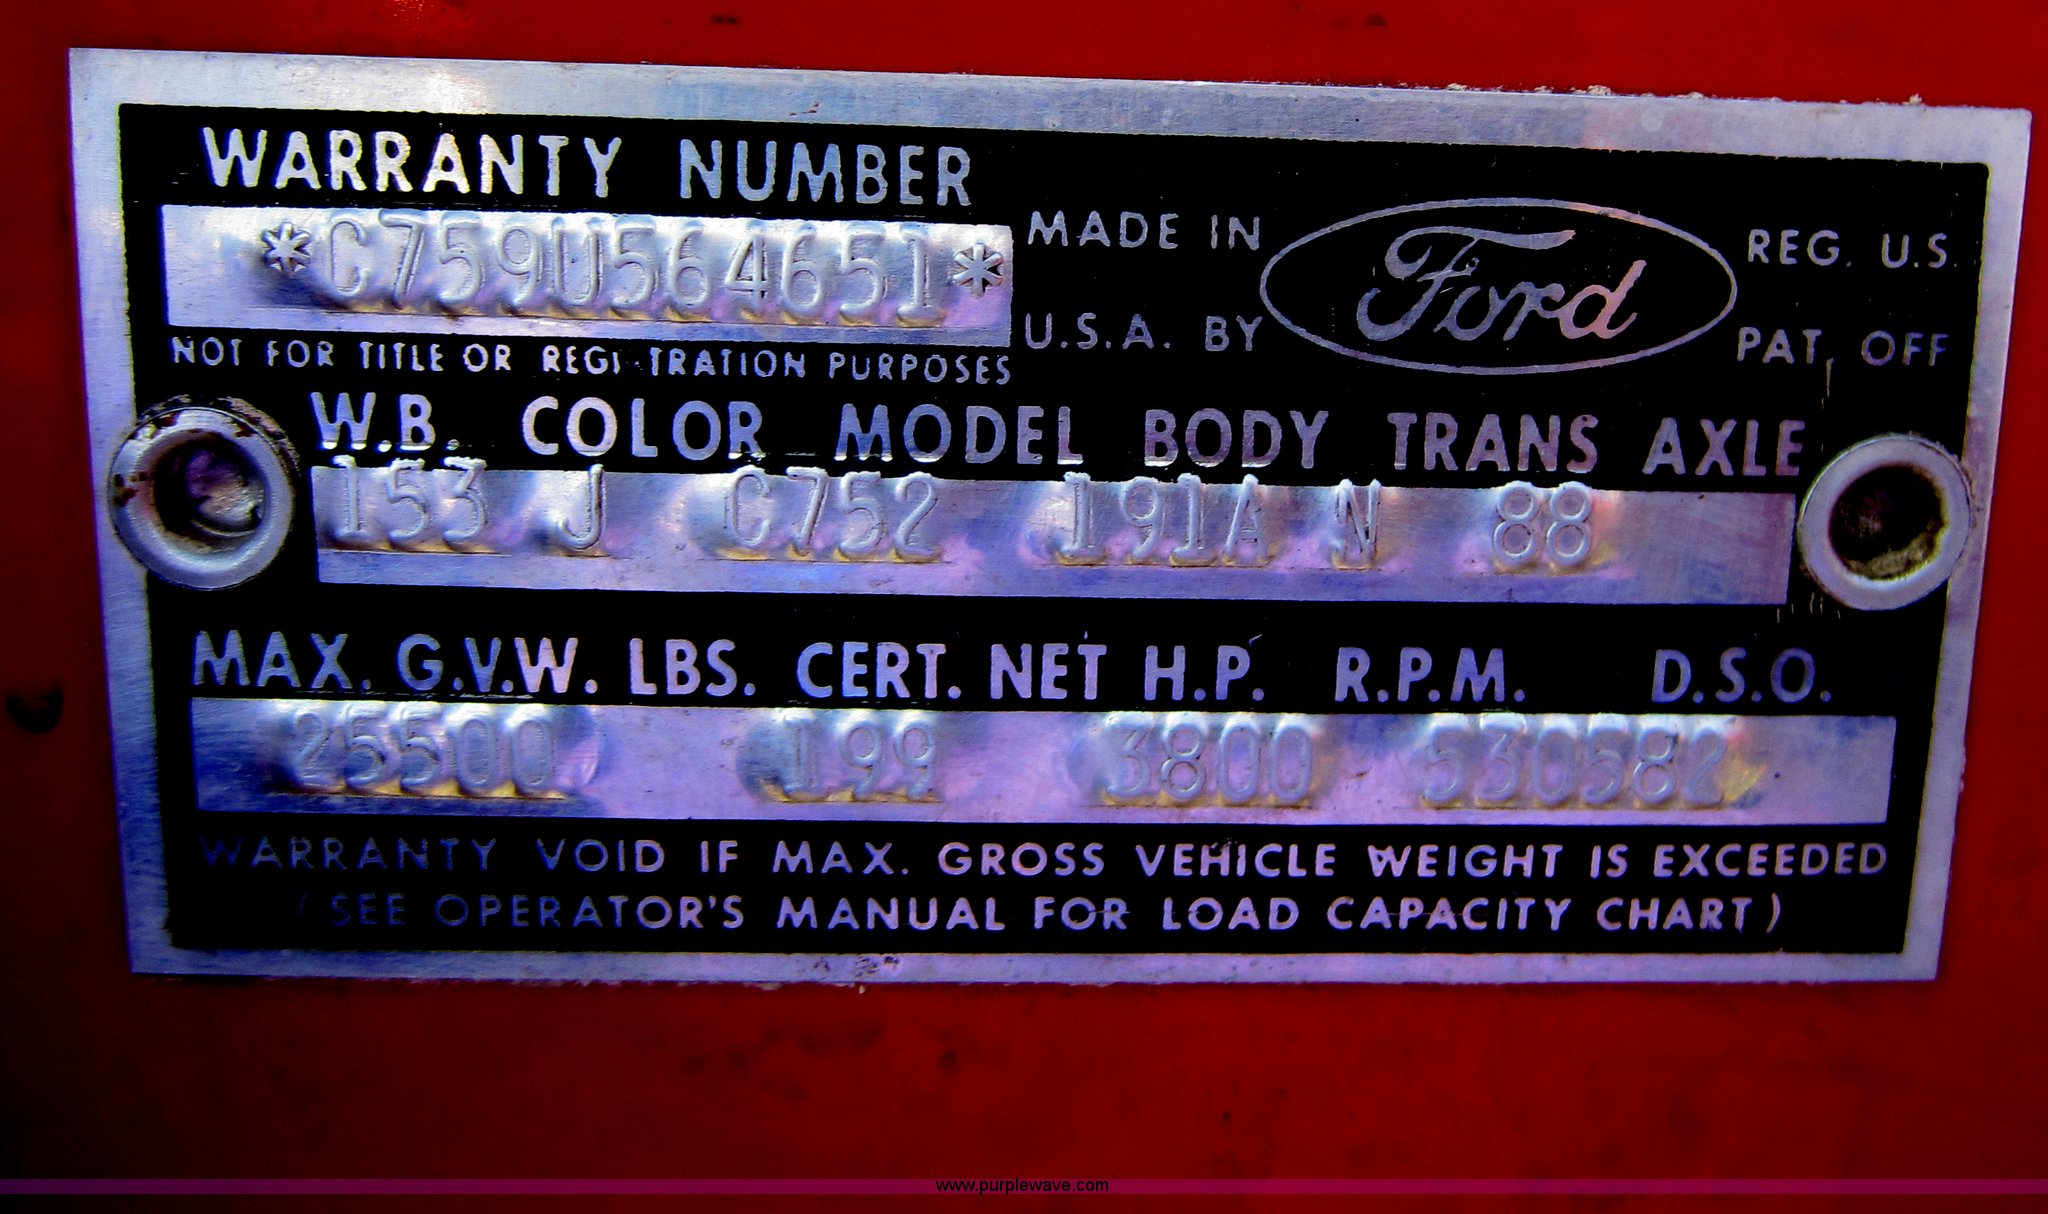 WARRANTY NUMBER
*C759U564651*
NOT FOR TITLE OR REGI TRATION PURPOSES
MADE IN
U.S.A. BY
Ford
REG. U.S.
PAT. OFF
W.B. COLOR MODEL BODY TRANS AXLE
153 J C752 191A N 88
MAX. G.V.W. LBS. CERT. NET H.P. R.P.M. D.S.O.
25500 199 3800 530582
WARRANTY VOID IF MAX. GROSS VEHICLE WEIGHT IS EXCEEDED
(SEE OPERATOR'S MANUAL FOR LOAD CAPACITY CHART)
www.purplewave.com